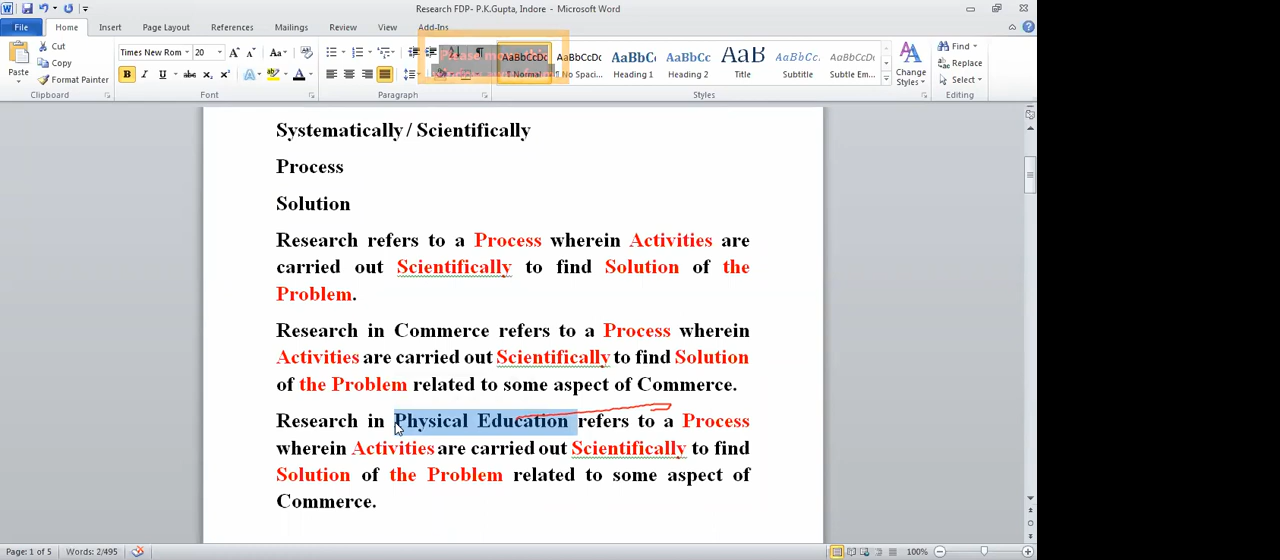 Research FDP- P.K.Gupta, Indore - Microsoft Word
File Home Insert Page Layout References Mailings Review View Add-Ins
Cut
Copy
Format Painter
Paste
Clipboard
Times New Rom 20
Font
Paragraph
AaBbCcDc AaBbCcDc AaBbC AaBbCc AaB AaBbCc. AaBbCcDc
¶ Normal ¶ No Spaci... Heading 1 Heading 2 Title Subtitle Subtle Em...
Styles
Change Styles
Find
Replace
Select
Editing
Systematically / Scientifically
Process
Solution
Research refers to a Process wherein Activities are
carried out Scientifically to find Solution of the
Problem.
Research in Commerce refers to a Process wherein
Activities are carried out Scientifically to find Solution
of the Problem related to some aspect of Commerce.
Research in Physical Education refers to a Process
wherein Activities are carried out Scientifically to find
Solution of the Problem related to some aspect of
Commerce.
Page: 1 of 5 Words: 2/495 100%